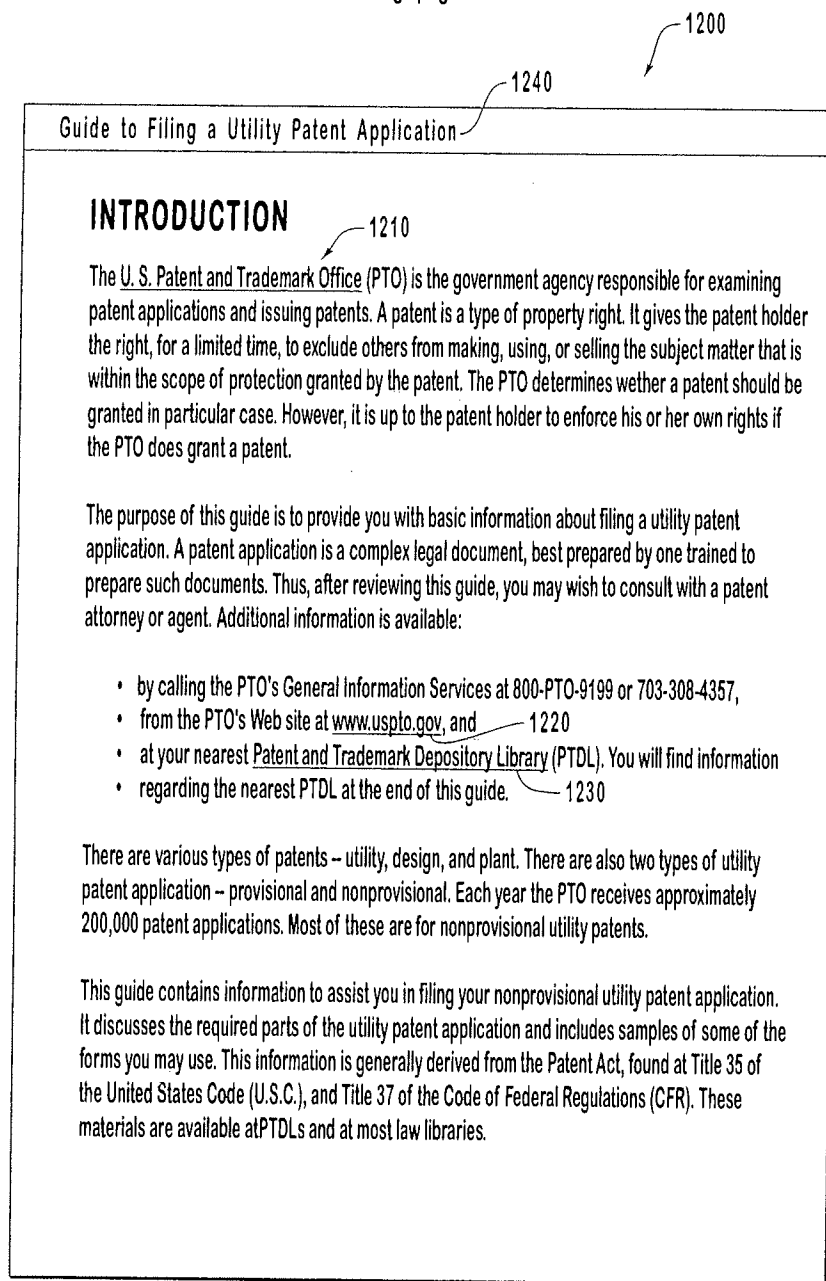 1200
1240
Guide to Filing a Utility Patent Application
INTRODUCTION
1210
The U. S. Patent and Trademark Office (PTO) is the government agency responsible for examining
patent applications and issuing patents. A patent is a type of property right. It gives the patent holder
the right, for a limited time, to exclude others from making, using, or selling the subject matter that is
within the scope of protection granted by the patent. The PTO determines wether a patent should be
granted in particular case. However, it is up to the patent holder to enforce his or her own rights if
the PTO does grant a patent.
The purpose of this guide is to provide you with basic information about filing a utility patent
application. A patent application is a complex legal document, best prepared by one trained to
prepare such documents. Thus, after reviewing this guide, you may wish to consult with a patent
attorney or agent. Additional information is available:
• by calling the PTO's General Information Services at 800-PTO-9199 or 703-308-4357,
• from the PTO's Web site at www.uspto.gov, and 1220
• at your nearest Patent and Trademark Depository Library (PTDL). You will find information
• regarding the nearest PTDL at the end of this guide. 1230
There are various types of patents – utility, design, and plant. There are also two types of utility
patent application – provisional and nonprovisional. Each year the PTO receives approximately
200,000 patent applications. Most of these are for nonprovisional utility patents.
This guide contains information to assist you in filing your nonprovisional utility patent application.
It discusses the required parts of the utility patent application and includes samples of some of the
forms you may use. This information is generally derived from the Patent Act, found at Title 35 of
the United States Code (U.S.C.), and Title 37 of the Code of Federal Regulations (CFR). These
materials are available atPTDLs and at most law libraries.